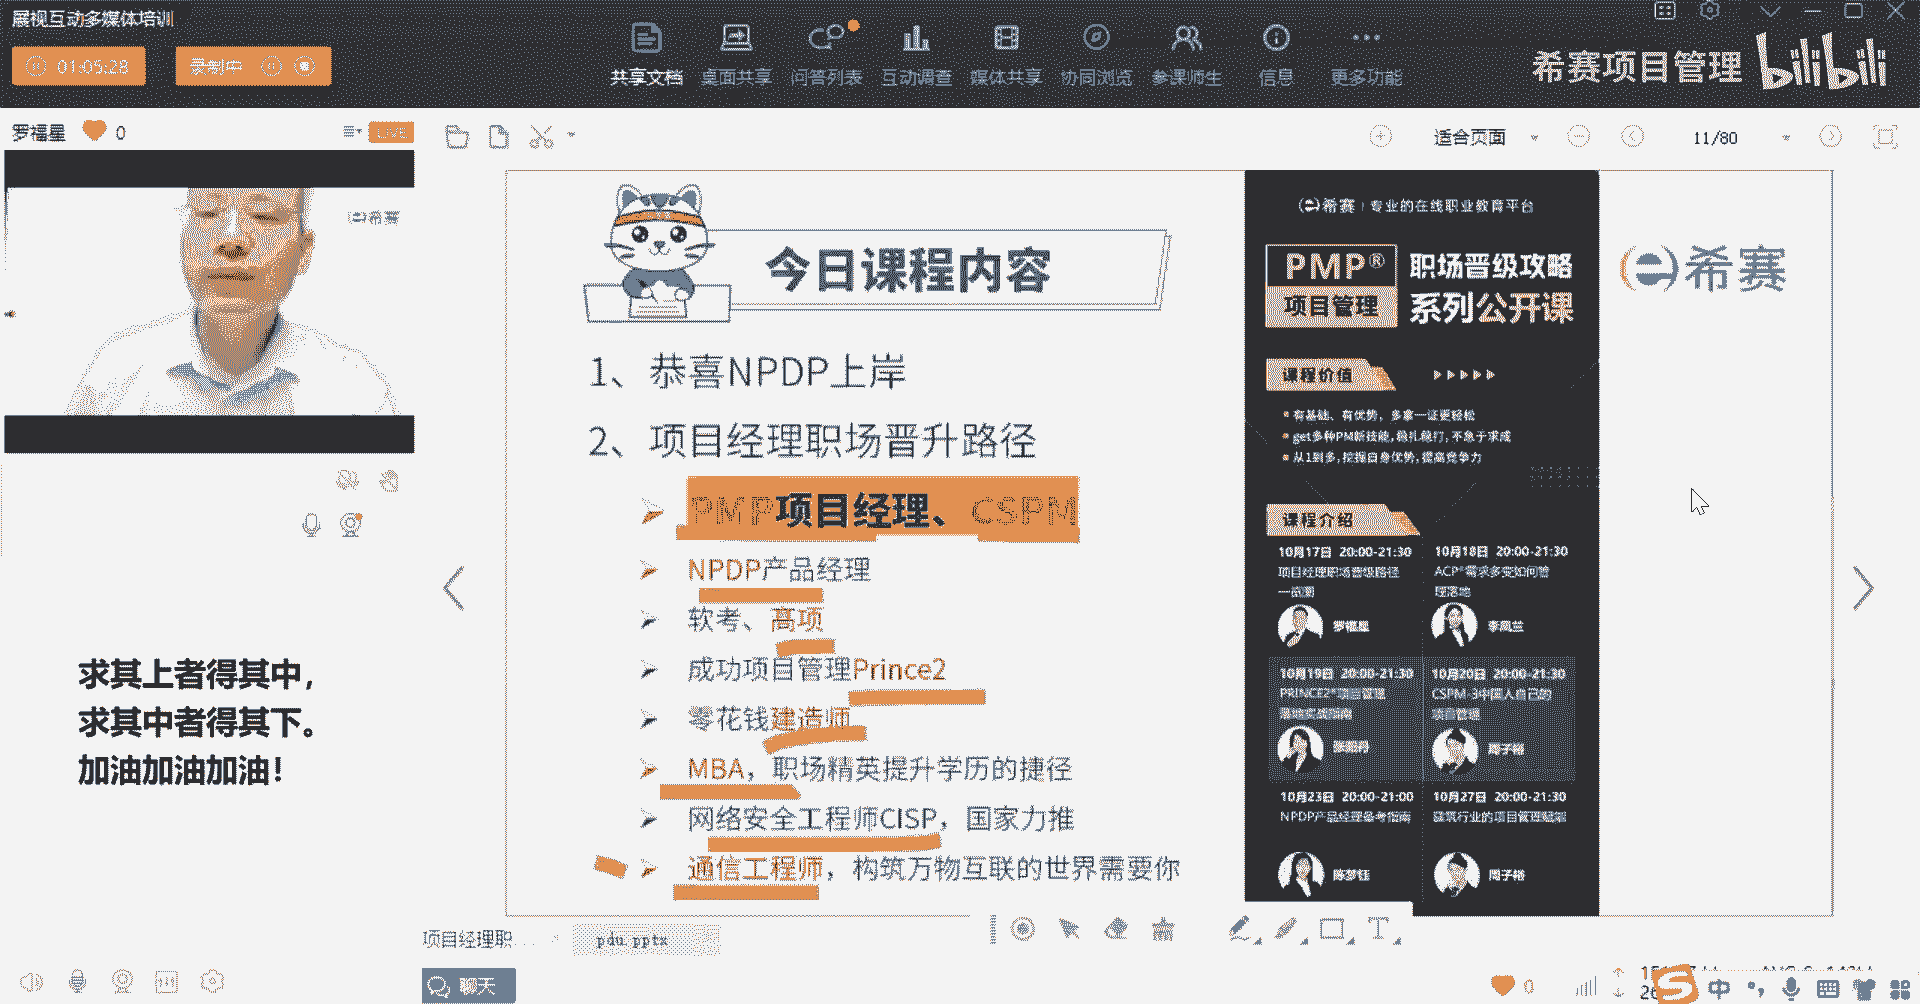 展视互动多媒体培训
01:05:28
录制中
共享文档
桌面共享
问答列表
互动调查
媒体共享
协同浏览
参课师生
信息
更多功能
希赛项目管理
bilibili
罗福星
0
LIVE
希赛
适合页面
11/80
今日课程内容
1、恭喜NPDP上岸
2、项目经理职场晋升路径
PMP项目经理、CSPM
NPDP产品经理
软考、高项
成功项目管理Prince2
零花钱建造师
MBA，职场精英提升学历的捷径
网络安全工程师CISP，国家力推
通信工程师，构筑万物互联的世界需要你
希赛 | 专业的在线职业教育平台
PMP®
项目管理
职场晋级攻略
系列公开课
课程价值
有基础、有优势，多拿一证更轻松
get多种PM新技能,稳扎稳打,不急于求成
从1到多,挖掘自身优势,提高竞争力
课程介绍
10月17日 20:00-21:30
项目经理职场晋级路径
一览图
罗福星
10月18日 20:00-21:30
ACP®需求多变如何管
理落地
李凤兰
10月19日 20:00-21:30
PRINCE2®项目管理
落地实战指南
10月20日 20:00-21:30
CSPM-3中国人自己的
项目管理
周子裕
10月23日 20:00-21:00
NPDP产品经理备考指南
陈梦钰
10月27日 20:00-21:30
建筑行业的项目管理赋能
周子裕
希赛
求其上者得其中，
求其中者得其下。
加油加油加油！
项目经理职...
pdu.pptx
聊天
0
中